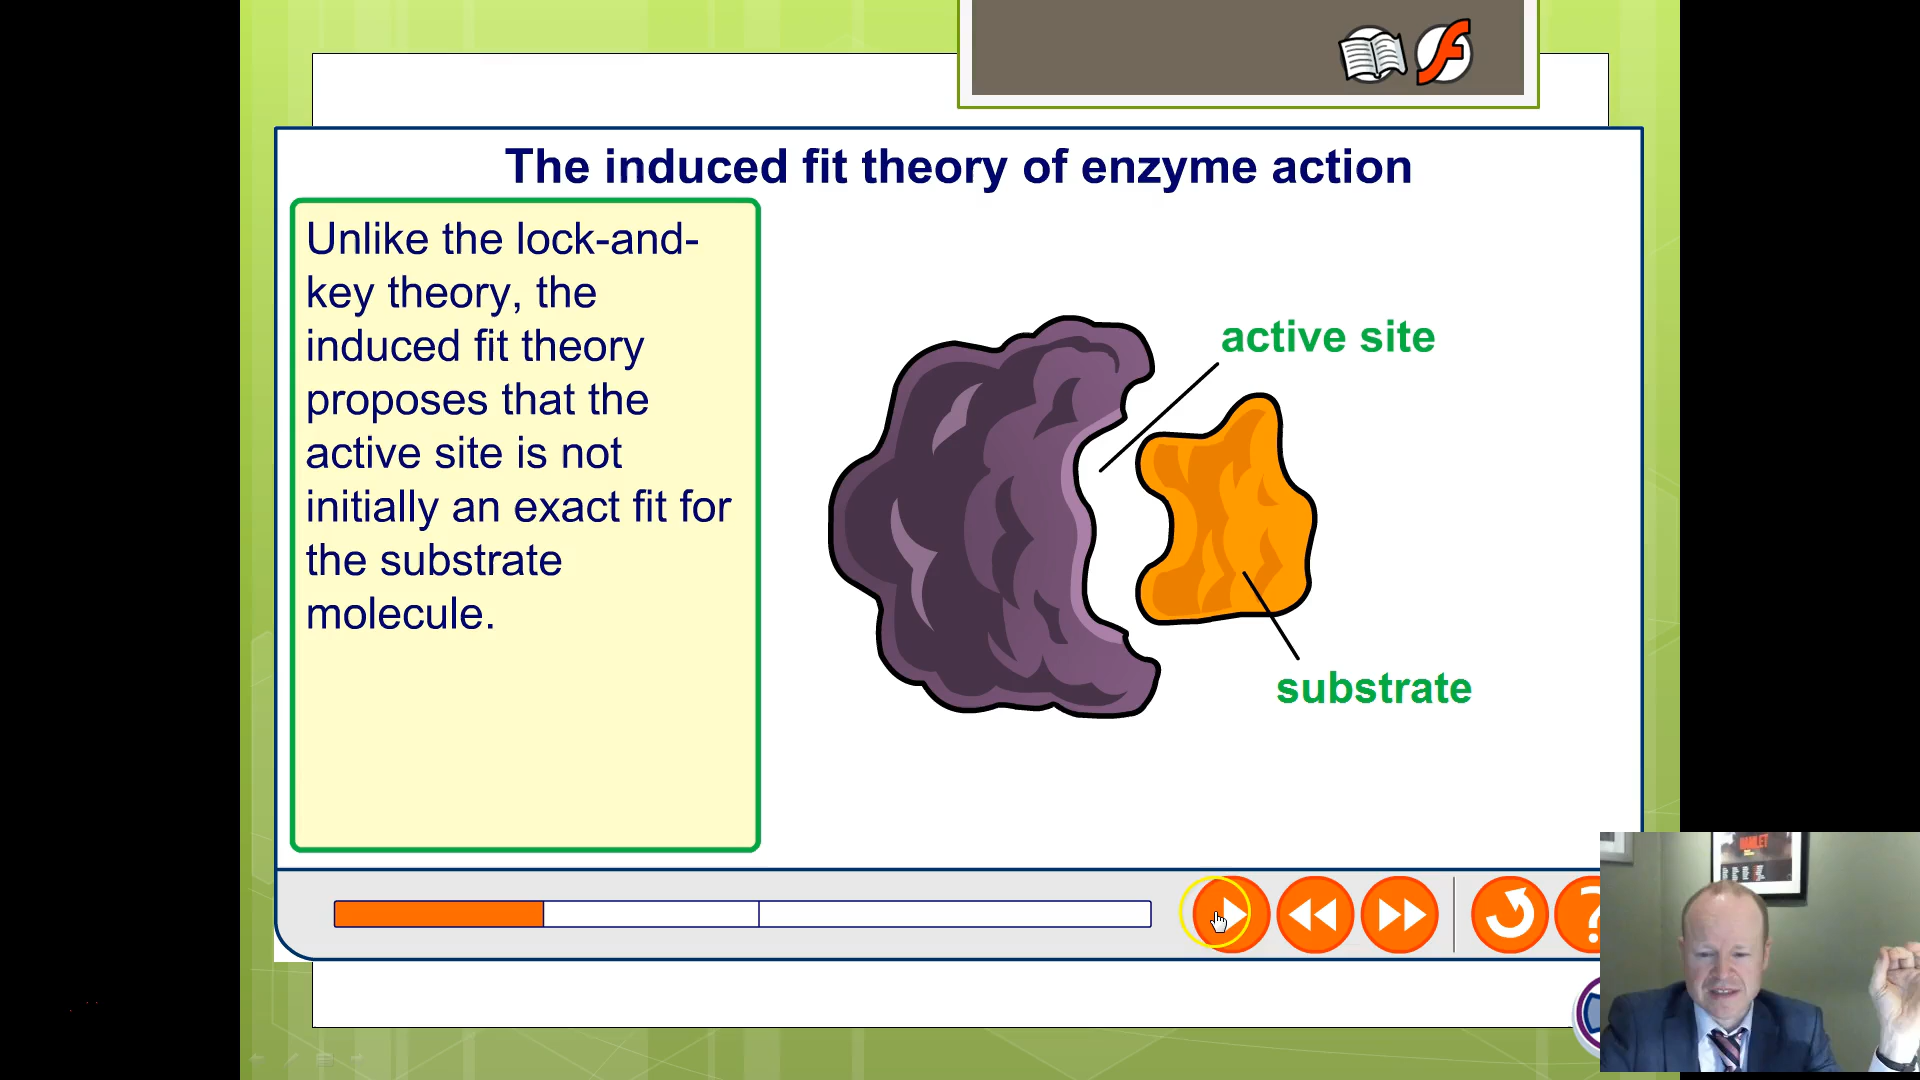 The induced fit theory of enzyme action
Unlike the lock-and-
key theory, the
induced fit theory
proposes that the
active site is not
initially an exact fit for
the substrate
molecule.
active site
substrate
?
HAMLET